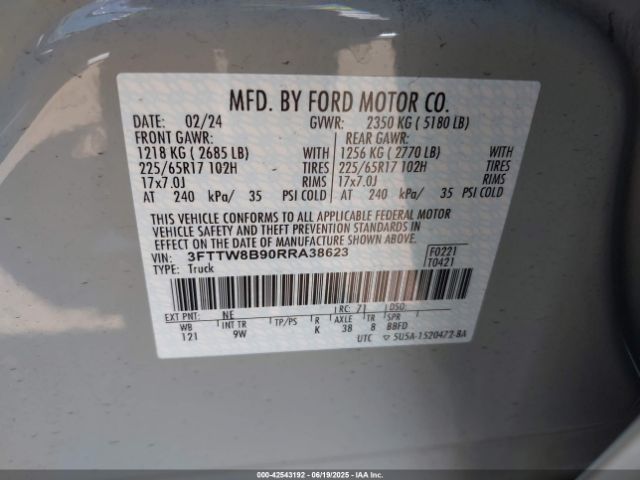 MFD. BY FORD MOTOR CO.
DATE: 02/24 GVWR: 2350 KG ( 5180 LB)
FRONT GAWR: REAR GAWR:
1218 KG ( 2685 LB) WITH 1256 KG ( 2770 LB) WITH
225/65R17 102H TIRES 225/65R17 102H TIRES
17x7.0J RIMS 17x7.0J RIMS
AT 240 kPa/ 35 PSI COLD AT 240 kPa/ 35 PSI COLD
THIS VEHICLE CONFORMS TO ALL APPLICABLE FEDERAL MOTOR
VEHICLE SAFETY AND THEFT PREVENTION STANDARDS IN
EFFECT ON THE DATE OF MANUFACTURE SHOWN ABOVE.
VIN: 3FTTW8B90RRA38623 F0221
TYPE: Truck T0421
EXT PNT: NE RC: 71 DSO:
WB INT TR TP/PS R AXLE TR SPR
121 9W K 38 8 BBFD
UTC 5U5A-1520472-BA
000-42543192 - 06/19/2025 - IAAI.COM